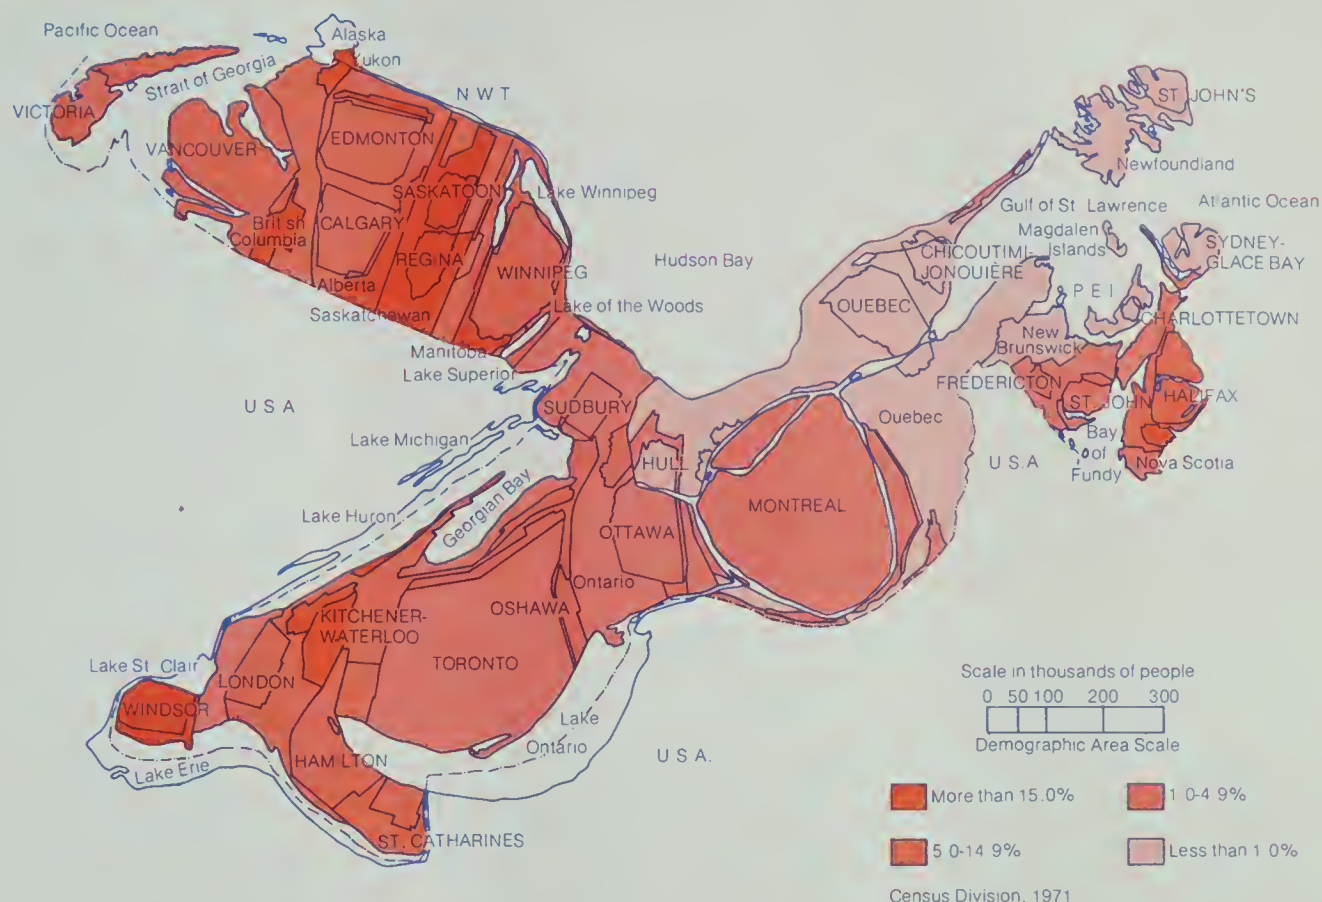 Pacific Ocean
Alaska
Yukon
Strait of Georgia
N W T
VICTORIA
VANCOUVER
EDMONTON
SASKATOON
Lake Winnipeg
British
Columbia
CALGARY
REGINA
WINNIPEG
Alberta
Saskatchewan
Lake of the Woods
Manitoba
Lake Superior
Hudson Bay
ST. JOHN'S
Newfoundland
Gulf of St Lawrence
Atlantic Ocean
Magdalen
Islands
CHICOUTIMI-
JONQUIÈRE
SYDNEY-
GLACE BAY
QUEBEC
P E I
CHARLOTTETOWN
New
Brunswick
FREDERICTON
ST. JOHN
HALIFAX
Quebec
Bay
of
Fundy
Nova Scotia
U S A
U S A
SUDBURY
Lake Michigan
HULL
Lake Huron
Georgian Bay
OTTAWA
MONTREAL
Ontario
OSHAWA
KITCHENER-
WATERLOO
TORONTO
Lake St Clair
LONDON
WINDSOR
Lake
Ontario
HAMILTON
Lake Erie
U S A.
ST. CATHARINES
Scale in thousands of people
0 50 100 200 300
Demographic Area Scale
More than 15.0%
1 0-4 9%
5 0-14 9%
Less than 1 0%
Census Division, 1971